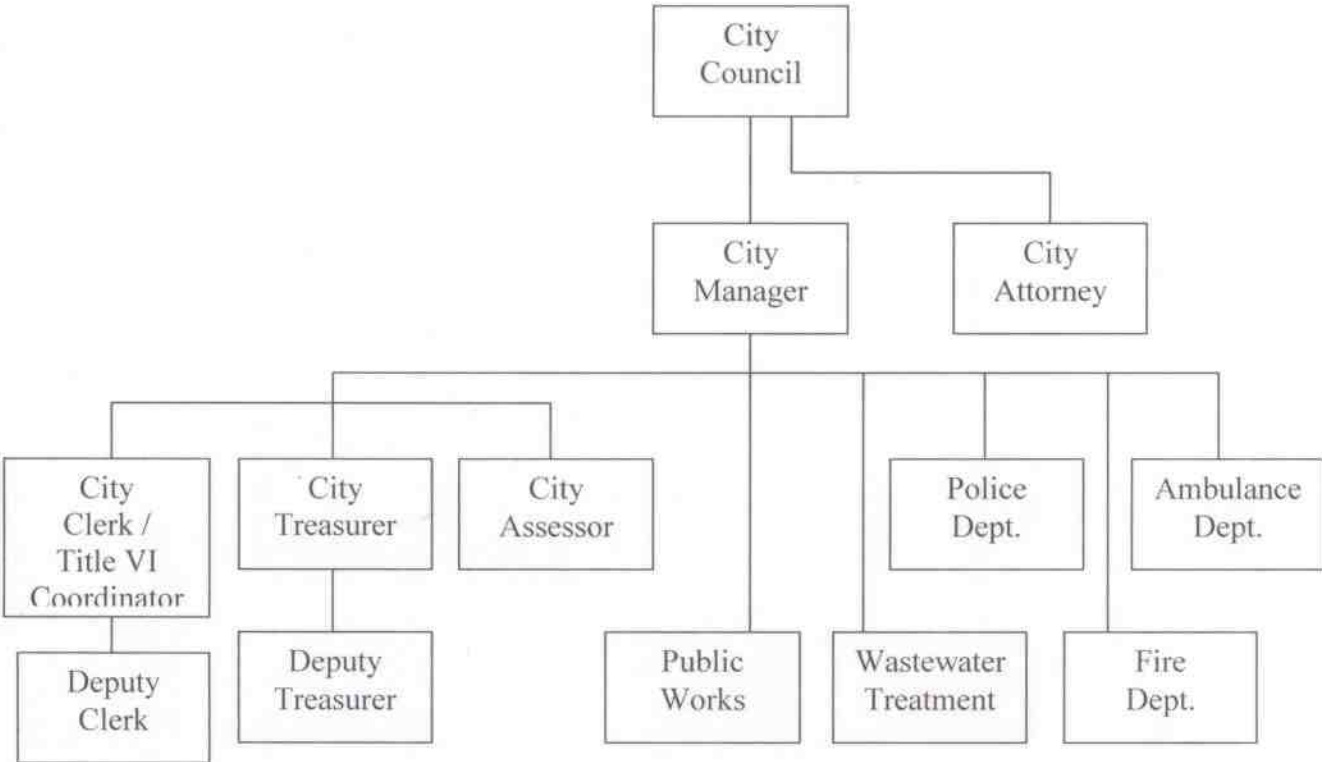 City
Council
City
Manager
City
Attorney
City
Clerk /
Title VI
Coordinator
City
Treasurer
City
Assessor
Police
Dept.
Ambulance
Dept.
Deputy
Clerk
Deputy
Treasurer
Public
Works
Wastewater
Treatment
Fire
Dept.